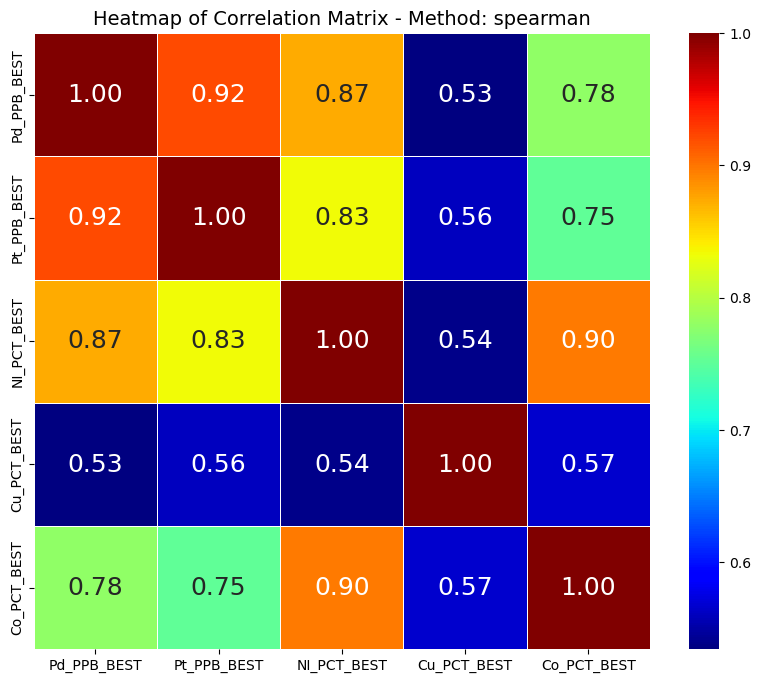 Heatmap of Correlation Matrix - Method: spearman
Pd_PPB_BEST 1.00 0.92 0.87 0.53 0.78
Pt_PPB_BEST 0.92 1.00 0.83 0.56 0.75
NI_PCT_BEST 0.87 0.83 1.00 0.54 0.90
Cu_PCT_BEST 0.53 0.56 0.54 1.00 0.57
Co_PCT_BEST 0.78 0.75 0.90 0.57 1.00
Pd_PPB_BEST Pt_PPB_BEST NI_PCT_BEST Cu_PCT_BEST Co_PCT_BEST
1.0
0.9
0.8
0.7
0.6